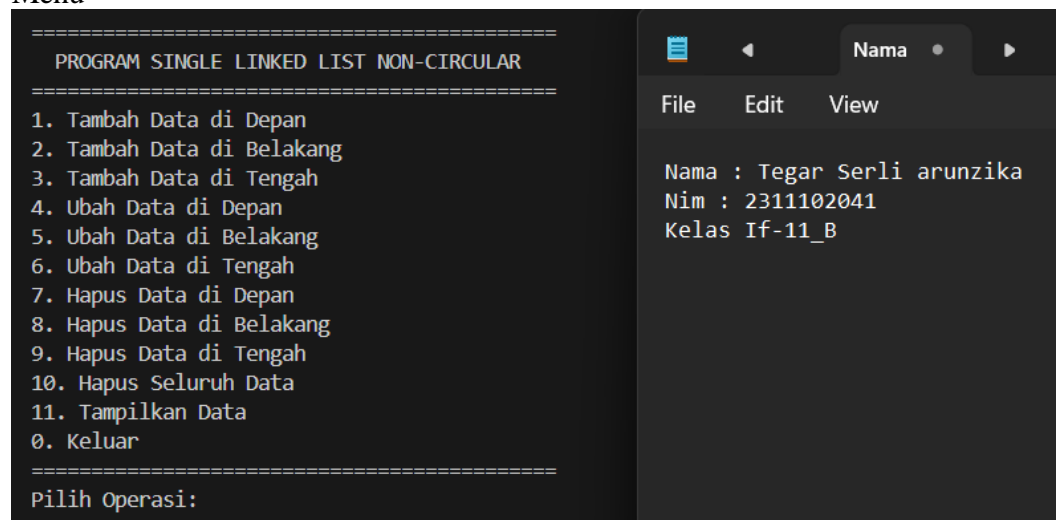 Menu
==========================================
PROGRAM SINGLE LINKED LIST NON-CIRCULAR
==========================================
1. Tambah Data di Depan
2. Tambah Data di Belakang
3. Tambah Data di Tengah
4. Ubah Data di Depan
5. Ubah Data di Belakang
6. Ubah Data di Tengah
7. Hapus Data di Depan
8. Hapus Data di Belakang
9. Hapus Data di Tengah
10. Hapus Seluruh Data
11. Tampilkan Data
0. Keluar
==========================================
Pilih Operasi:
Nama
File Edit View
Nama : Tegar Serli arunzika
Nim : 2311102041
Kelas If-11_B